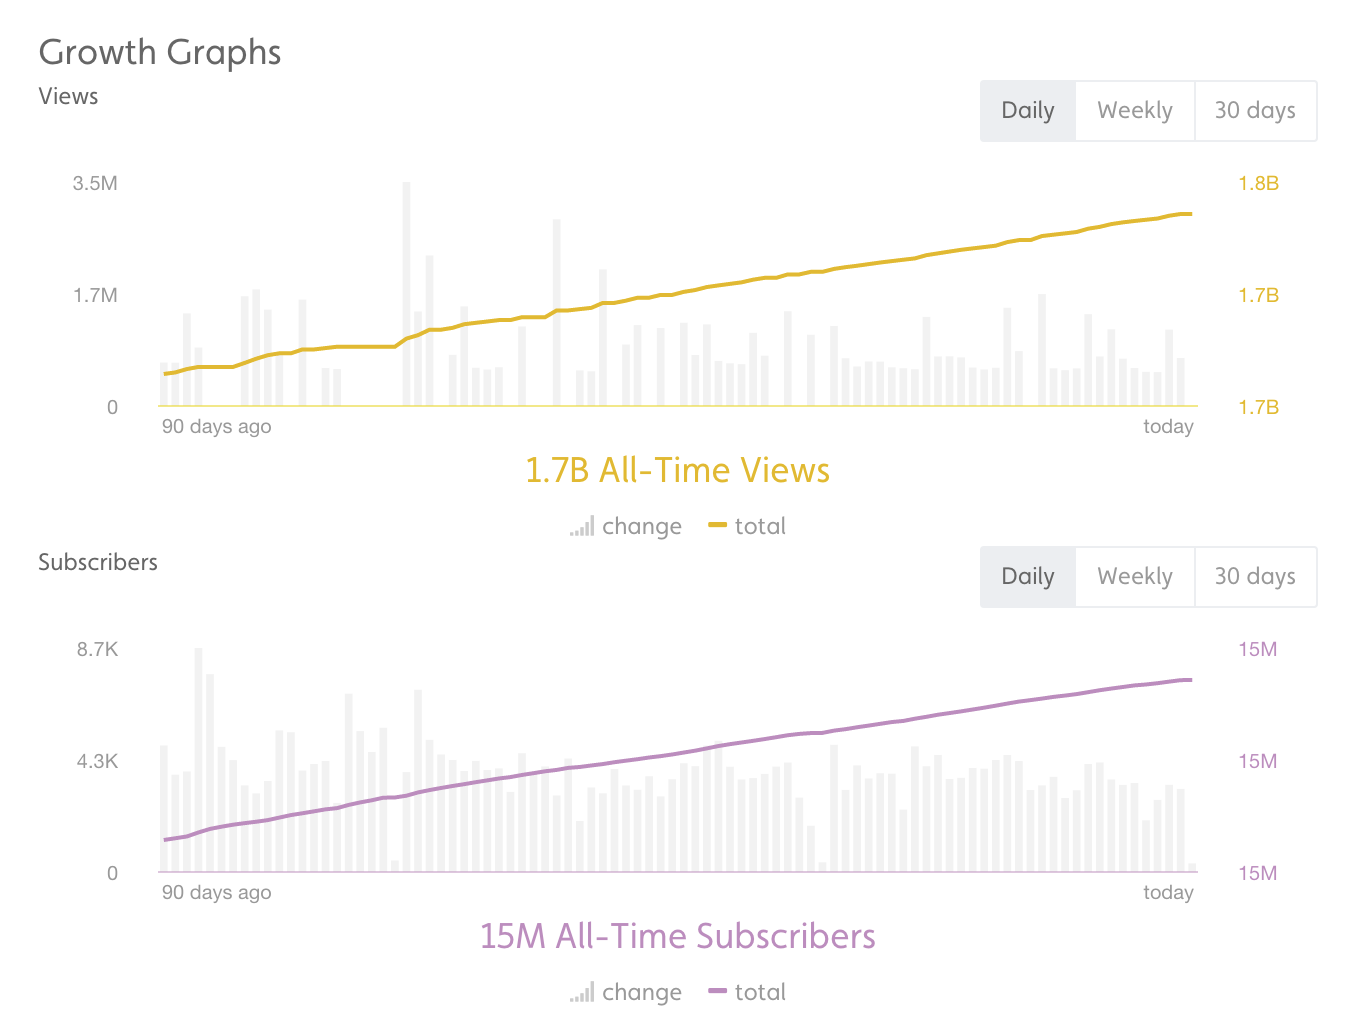 Growth Graphs
Views
Daily Weekly 30 days
3.5M 1.8B
1.7M 1.7B
0 1.7B
90 days ago today
1.7B All-Time Views
change total
Subscribers
Daily Weekly 30 days
8.7K 15M
4.3K 15M
0 15M
90 days ago today
15M All-Time Subscribers
change total